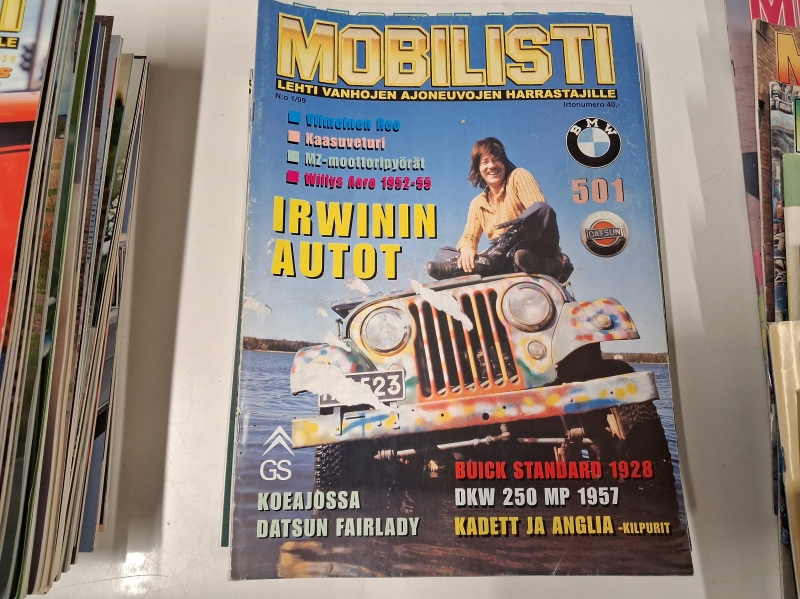 MOBILISTI
LEHTI VANHOJEN AJONEUVOJEN HARRASTAJILLE
N:o 1/99
Irtonumero 40,-
Viimeinen Reo
Kaasuveturi
MZ-moottoripyörät
Willys Aero 1952-55
BMW
501
DATSUN
IRWININ
AUTOT
523
GS
KOEAJOSSA
DATSUN FAIRLADY
BUICK STANDARD 1928
DKW 250 MP 1957
KADETT JA ANGLIA -KILPURIT